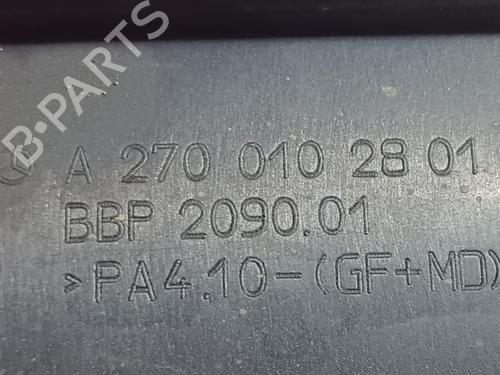 B-PARTS
A 270 010 28 01
BBP 2090.01
>PA4.10-(GF+MD)